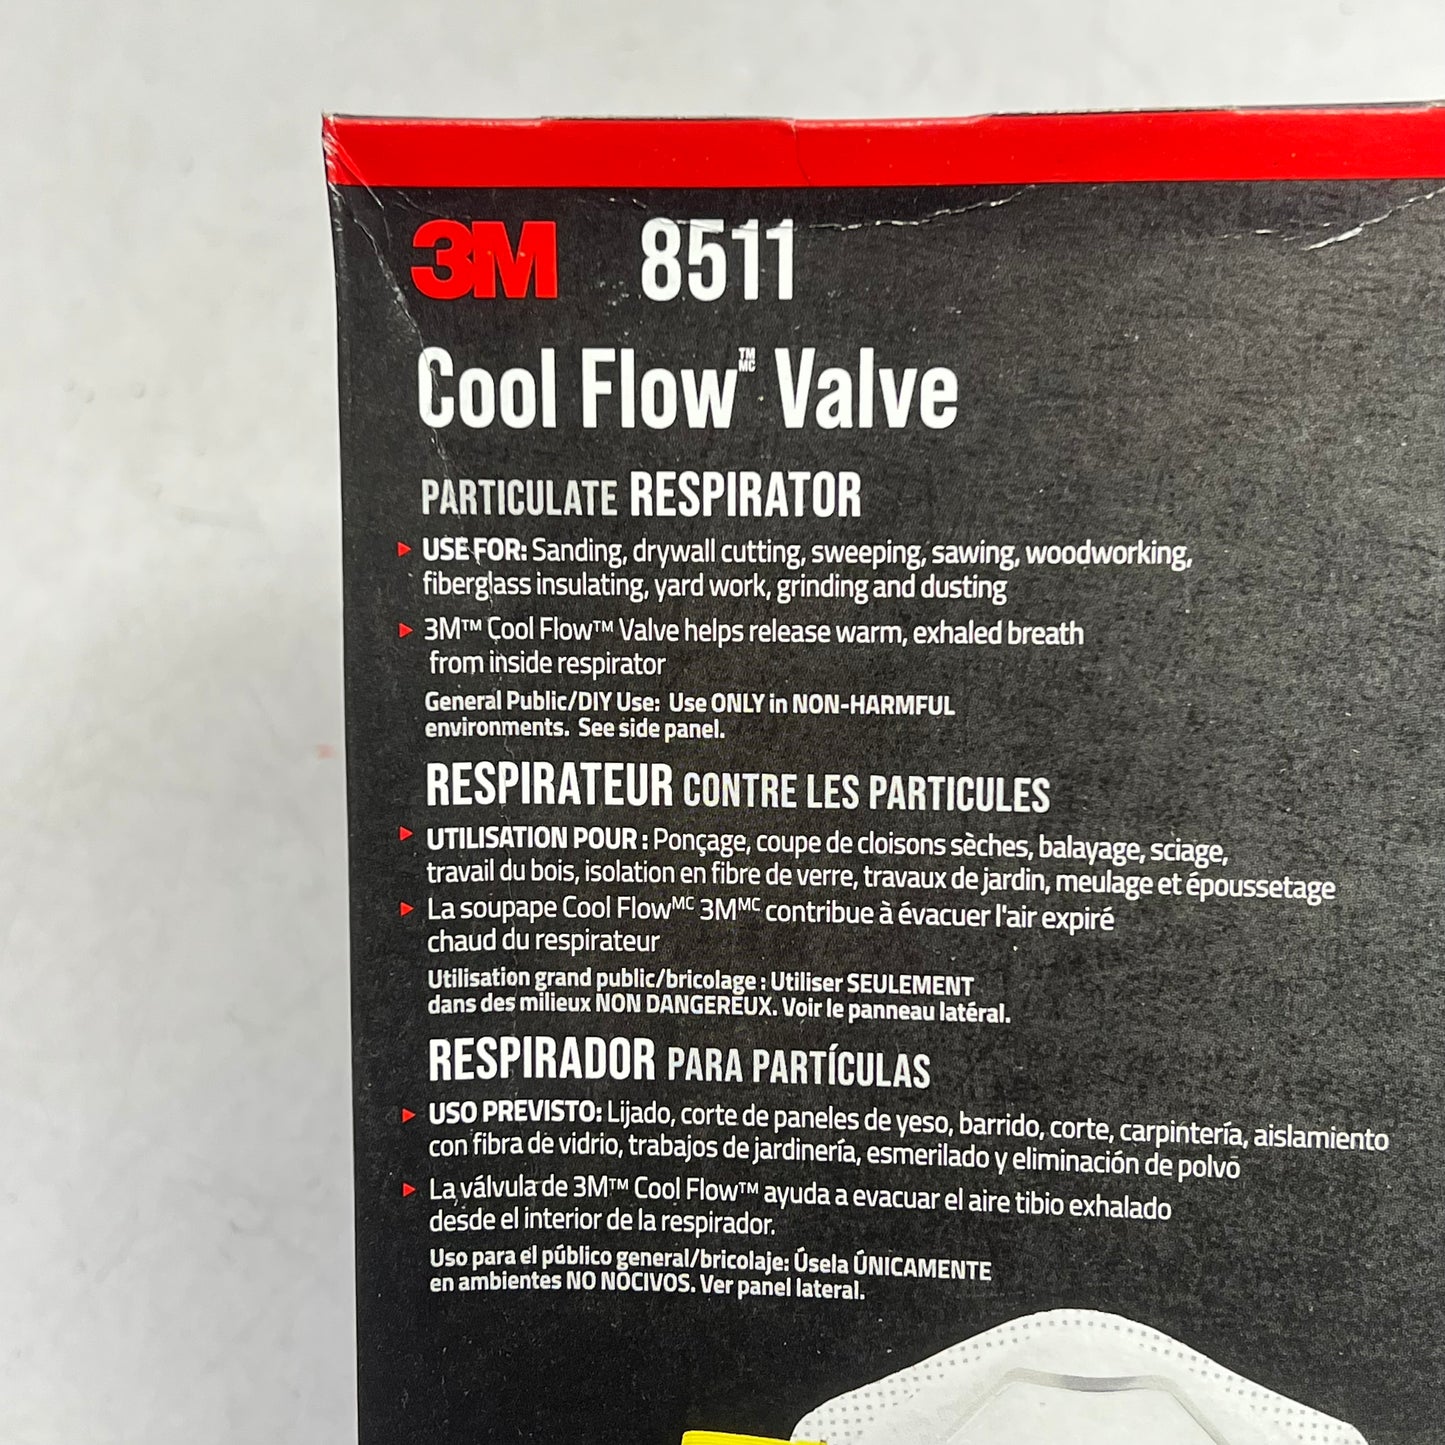 3M 8511
Cool Flow™ MC Valve
PARTICULATE RESPIRATOR
USE FOR: Sanding, drywall cutting, sweeping, sawing, woodworking,
fiberglass insulating, yard work, grinding and dusting
3M™ Cool Flow™ Valve helps release warm, exhaled breath
from inside respirator
General Public/DIY Use: Use ONLY in NON-HARMFUL
environments. See side panel.
RESPIRATEUR CONTRE LES PARTICULES
UTILISATION POUR : Ponçage, coupe de cloisons sèches, balayage, sciage,
travail du bois, isolation en fibre de verre, travaux de jardin, meulage et époussetage
La soupape Cool Flow MC 3M MC contribue à évacuer l'air expiré
chaud du respirateur
Utilisation grand public/bricolage : Utiliser SEULEMENT
dans des milieux NON DANGEREUX. Voir le panneau latéral.
RESPIRADOR PARA PARTÍCULAS
USO PREVISTO: Lijado, corte de paneles de yeso, barrido, corte, carpintería, aislamiento
con fibra de vidrio, trabajos de jardinería, esmerilado y eliminación de polvo
La válvula de 3M™ Cool Flow™ ayuda a evacuar el aire tibio exhalado
desde el interior de la respirador.
Uso para el público general/bricolaje: Úsela ÚNICAMENTE
en ambientes NO NOCIVOS. Ver panel lateral.